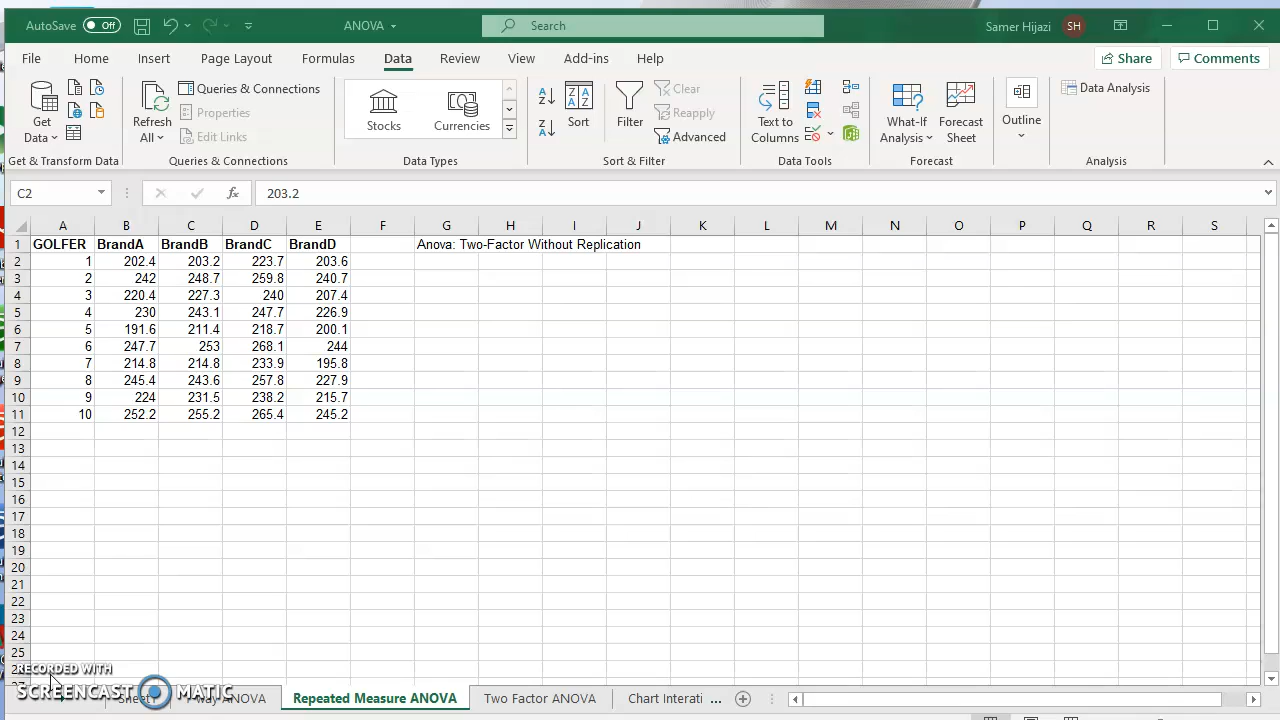 AutoSave Off ANOVA Search Samer Hijazi SH
File Home Insert Page Layout Formulas Data Review View Add-ins Help Share Comments
Get Data Refresh All Queries & Connections Properties Edit Links Stocks Currencies Sort Filter Clear Reapply Advanced Text to Columns What-If Analysis Forecast Sheet Outline Data Analysis
Get & Transform Data Queries & Connections Data Types Sort & Filter Data Tools Forecast Analysis
C2 fx 203.2
A B C D E F G H I J K L M N O P Q R S
1 GOLFER BrandA BrandB BrandC BrandD Anova: Two-Factor Without Replication
2 1 202.4 203.2 223.7 203.6
3 2 242 248.7 259.8 240.7
4 3 220.4 227.3 240 207.4
5 4 230 243.1 247.7 226.9
6 5 191.6 211.4 218.7 200.1
7 6 247.7 253 268.1 244
8 7 214.8 214.8 233.9 195.8
9 8 245.4 243.6 257.8 227.9
10 9 224 231.5 238.2 215.7
11 10 252.2 255.2 265.4 245.2
12
13
14
15
16
17
18
19
20
21
22
23
24
25
RECORDED WITH
SCREENCAST MATIC
ANOVA Repeated Measure ANOVA Two Factor ANOVA Chart Interati ...